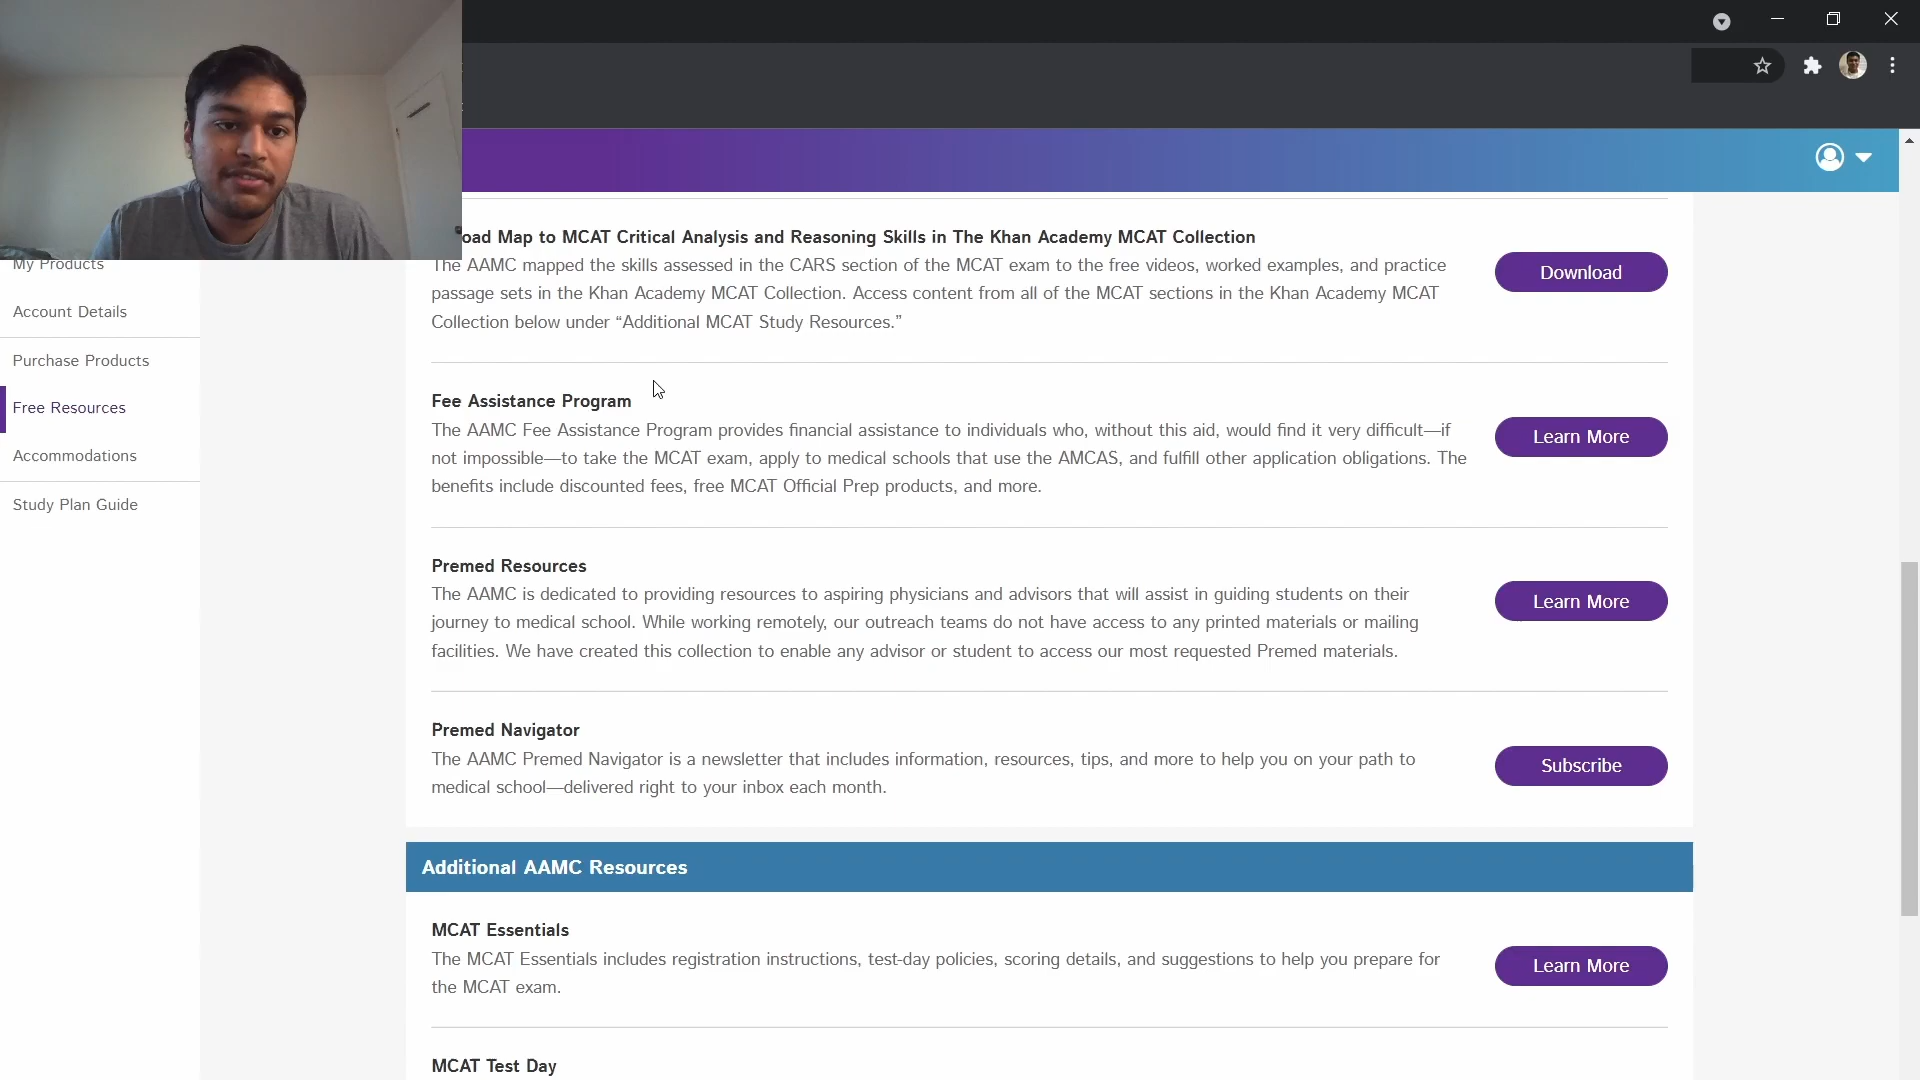 oad Map to MCAT Critical Analysis and Reasoning Skills in The Khan Academy MCAT Collection
The AAMC mapped the skills assessed in the CARS section of the MCAT exam to the free videos, worked examples, and practice
passage sets in the Khan Academy MCAT Collection. Access content from all of the MCAT sections in the Khan Academy MCAT
Collection below under “Additional MCAT Study Resources.”
Download
My Products
Account Details
Purchase Products
Free Resources
Accommodations
Study Plan Guide
Fee Assistance Program
The AAMC Fee Assistance Program provides financial assistance to individuals who, without this aid, would find it very difficult—if
not impossible—to take the MCAT exam, apply to medical schools that use the AMCAS, and fulfill other application obligations. The
benefits include discounted fees, free MCAT Official Prep products, and more.
Learn More
Premed Resources
The AAMC is dedicated to providing resources to aspiring physicians and advisors that will assist in guiding students on their
journey to medical school. While working remotely, our outreach teams do not have access to any printed materials or mailing
facilities. We have created this collection to enable any advisor or student to access our most requested Premed materials.
Learn More
Premed Navigator
The AAMC Premed Navigator is a newsletter that includes information, resources, tips, and more to help you on your path to
medical school—delivered right to your inbox each month.
Subscribe
Additional AAMC Resources
MCAT Essentials
The MCAT Essentials includes registration instructions, test-day policies, scoring details, and suggestions to help you prepare for
the MCAT exam.
Learn More
MCAT Test Day